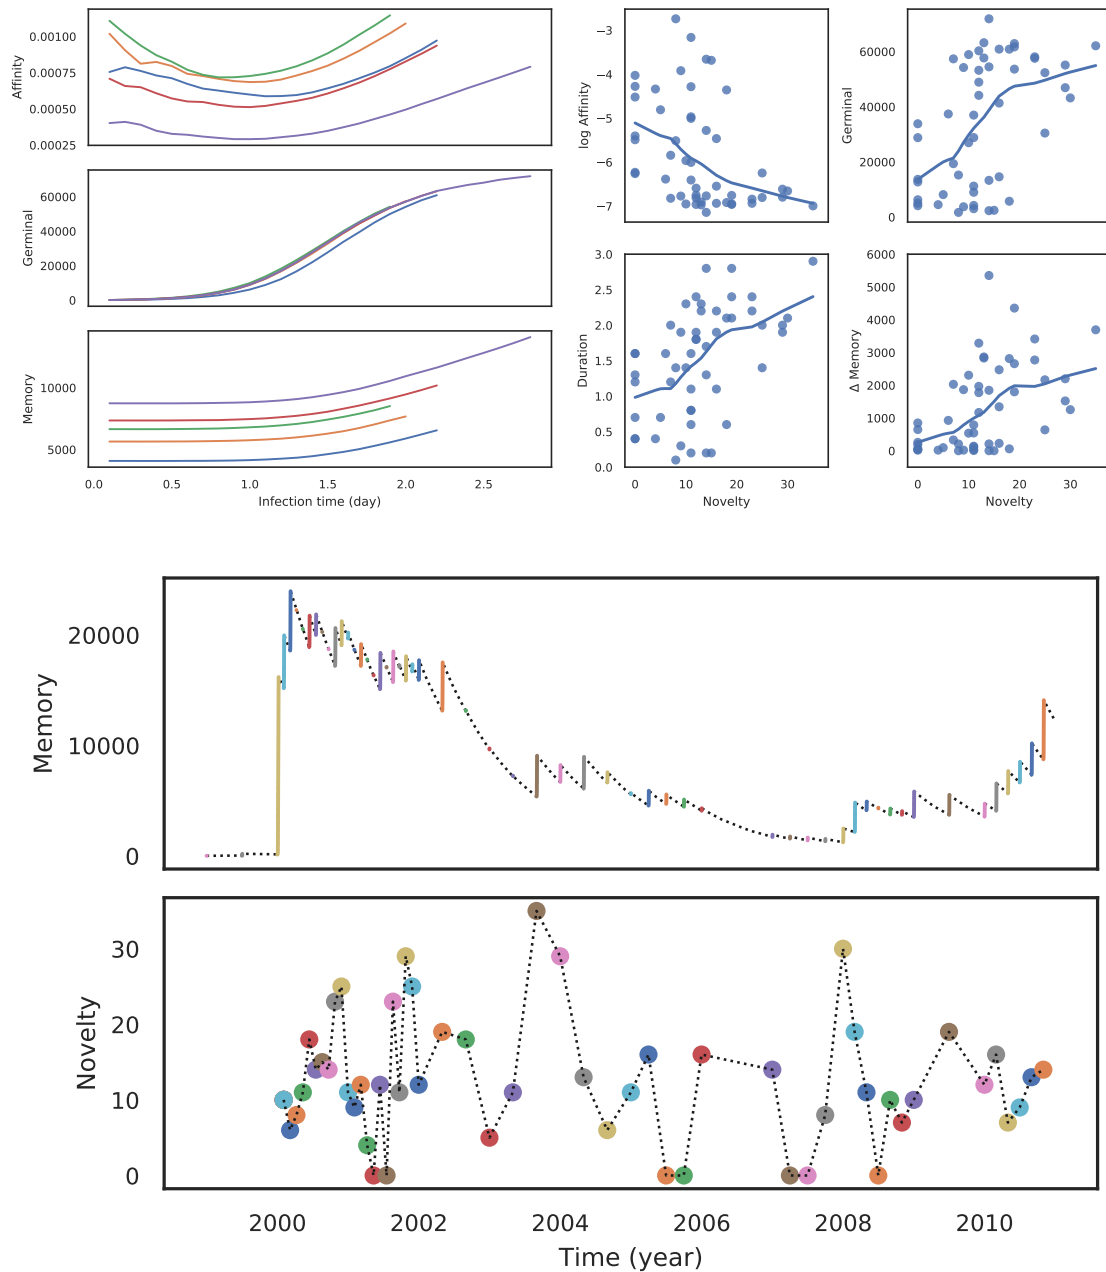 Affinity
0.00100
0.00075
0.00050
0.00025
Germinal
60000
40000
20000
0
Memory
10000
5000
0.0 0.5 1.0 1.5 2.0 2.5
Infection time (day)
log Affinity
−3
−4
−5
−6
−7
Germinal
60000
40000
20000
0
Duration
3.0
2.5
2.0
1.5
1.0
0.5
0.0
0 10 20 30
Novelty
Δ Memory
6000
5000
4000
3000
2000
1000
0
0 10 20 30
Novelty
Memory
20000
10000
0
Novelty
30
20
10
0
2000 2002 2004 2006 2008 2010
Time (year)